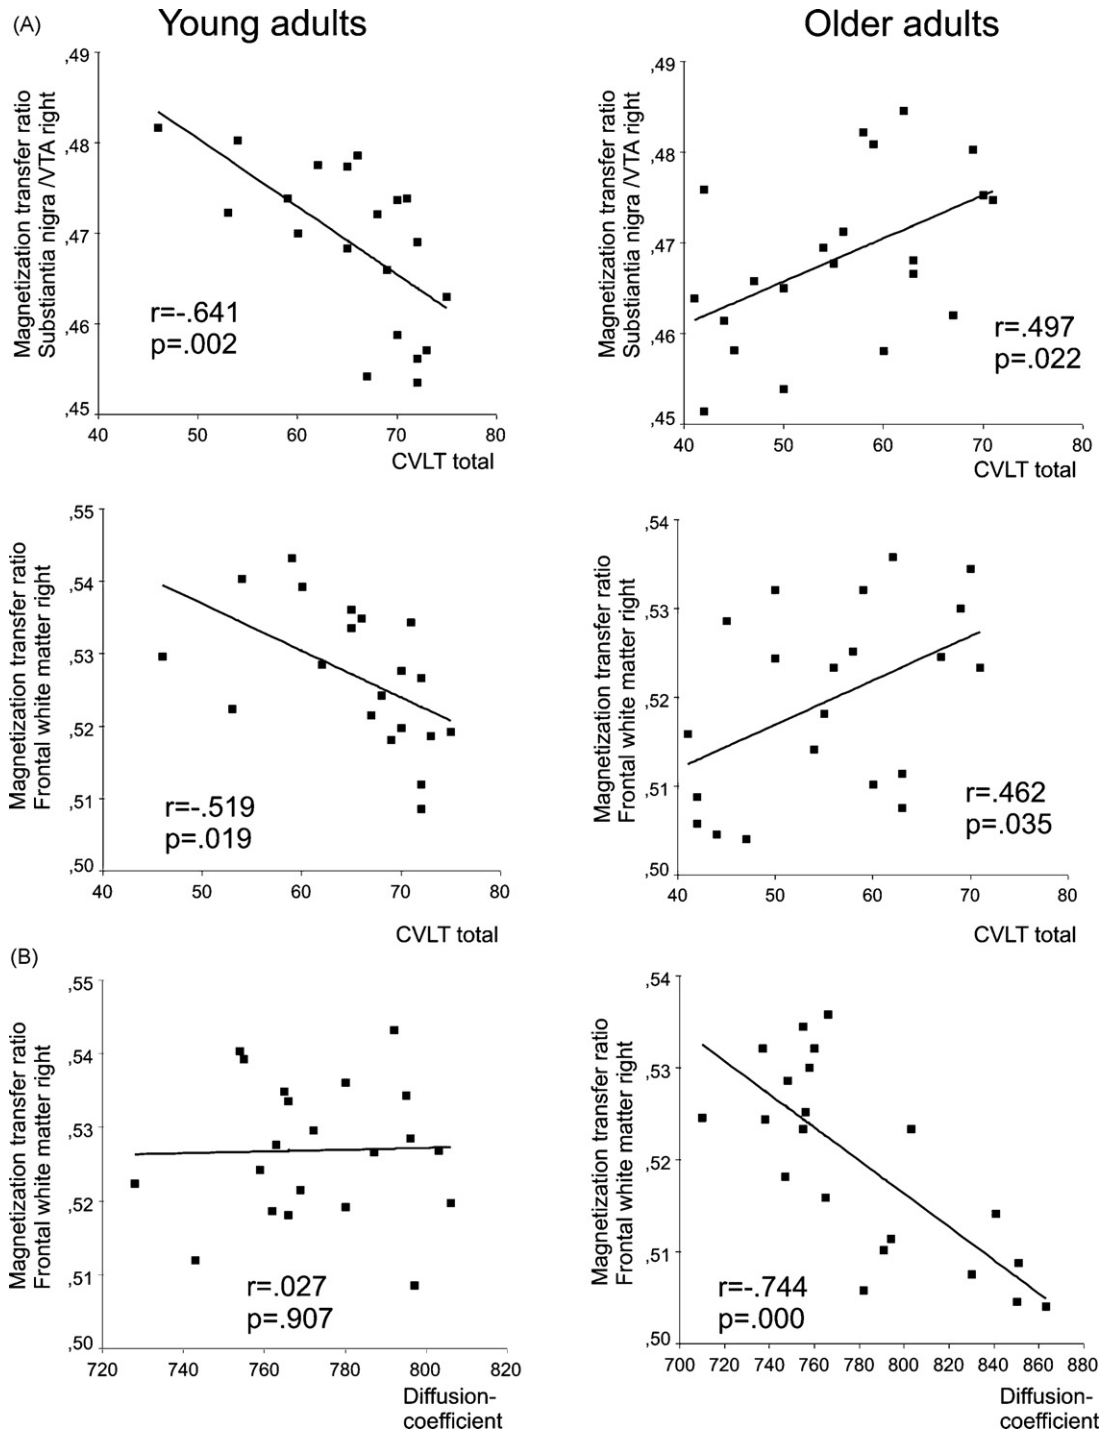 (A)
Young adults
Older adults
Magnetization transfer ratio
Substiantia nigra /VTA right
,49
,48
,47
,46
,45
r=-.641
p=.002
40 50 60 70 80
CVLT total
Magnetization transfer ratio
Substiantia nigra /VTA right
,49
,48
,47
,46
,45
r=.497
p=.022
40 50 60 70 80
CVLT total
Magnetization transfer ratio
Frontal white matter right
,55
,54
,53
,52
,51
,50
r=-.519
p=.019
40 50 60 70 80
CVLT total
Magnetization transfer ratio
Frontal white matter right
,54
,53
,52
,51
,50
r=.462
p=.035
40 50 60 70 80
CVLT total
(B)
Magnetization transfer ratio
Frontal white matter right
,55
,54
,53
,52
,51
,50
r=.027
p=.907
720 740 760 780 800 820
Diffusion-
coefficient
Magnetization transfer ratio
Frontal white matter right
,54
,53
,52
,51
,50
r=-.744
p=.000
700 720 740 760 780 800 820 840 860 880
Diffusion-
coefficient